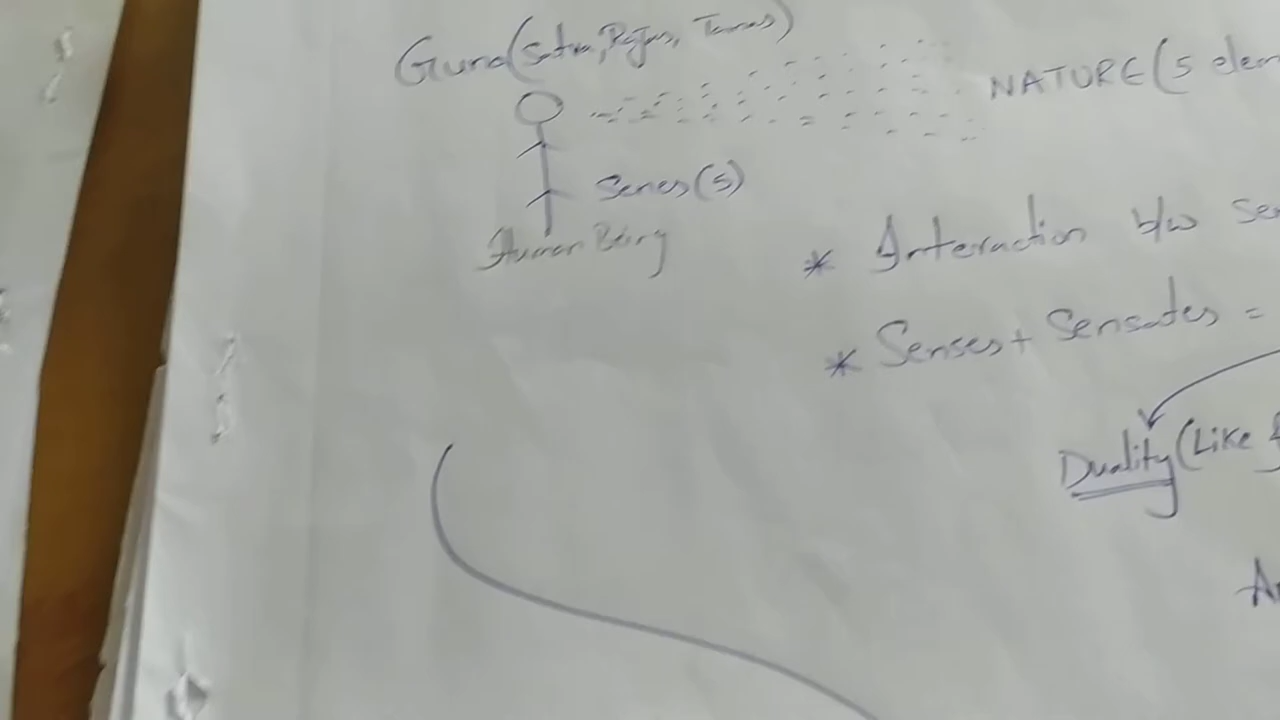 Guna(Satva, Rajas, Tamas)
NATURE(5 elem
Senses(5)
Human Being
* Interaction b/w Se
* Senses + Sensates =
Duality (Like